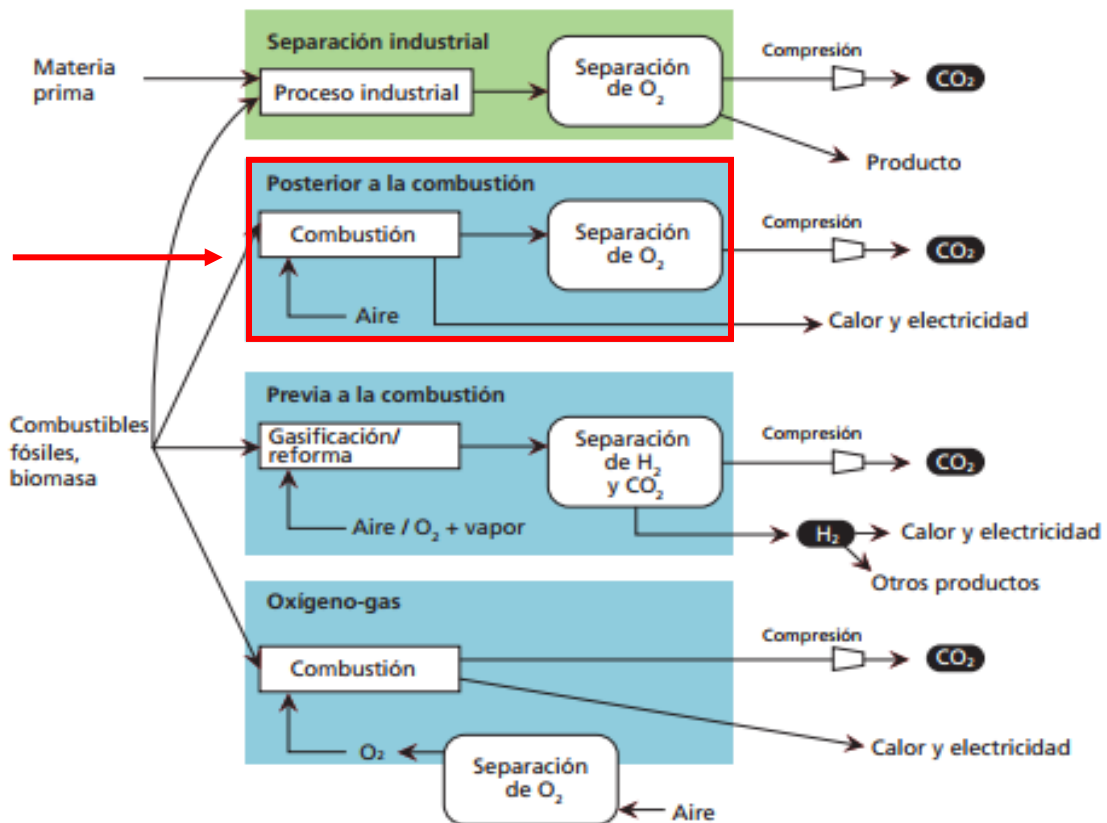 Separación industrial
Materia
prima
Proceso industrial
Separación
de O₂
Compresión
CO₂
Producto
Posterior a la combustión
Combustión
Separación
de O₂
Compresión
CO₂
Aire
Calor y electricidad
Combustibles
fósiles,
biomasa
Previa a la combustión
Gasificación/
reforma
Separación
de H₂
y CO₂
Compresión
CO₂
Aire / O₂ + vapor
H₂
Calor y electricidad
Otros productos
Oxígeno-gas
Combustión
Compresión
CO₂
O₂
Separación
de O₂
Calor y electricidad
Aire